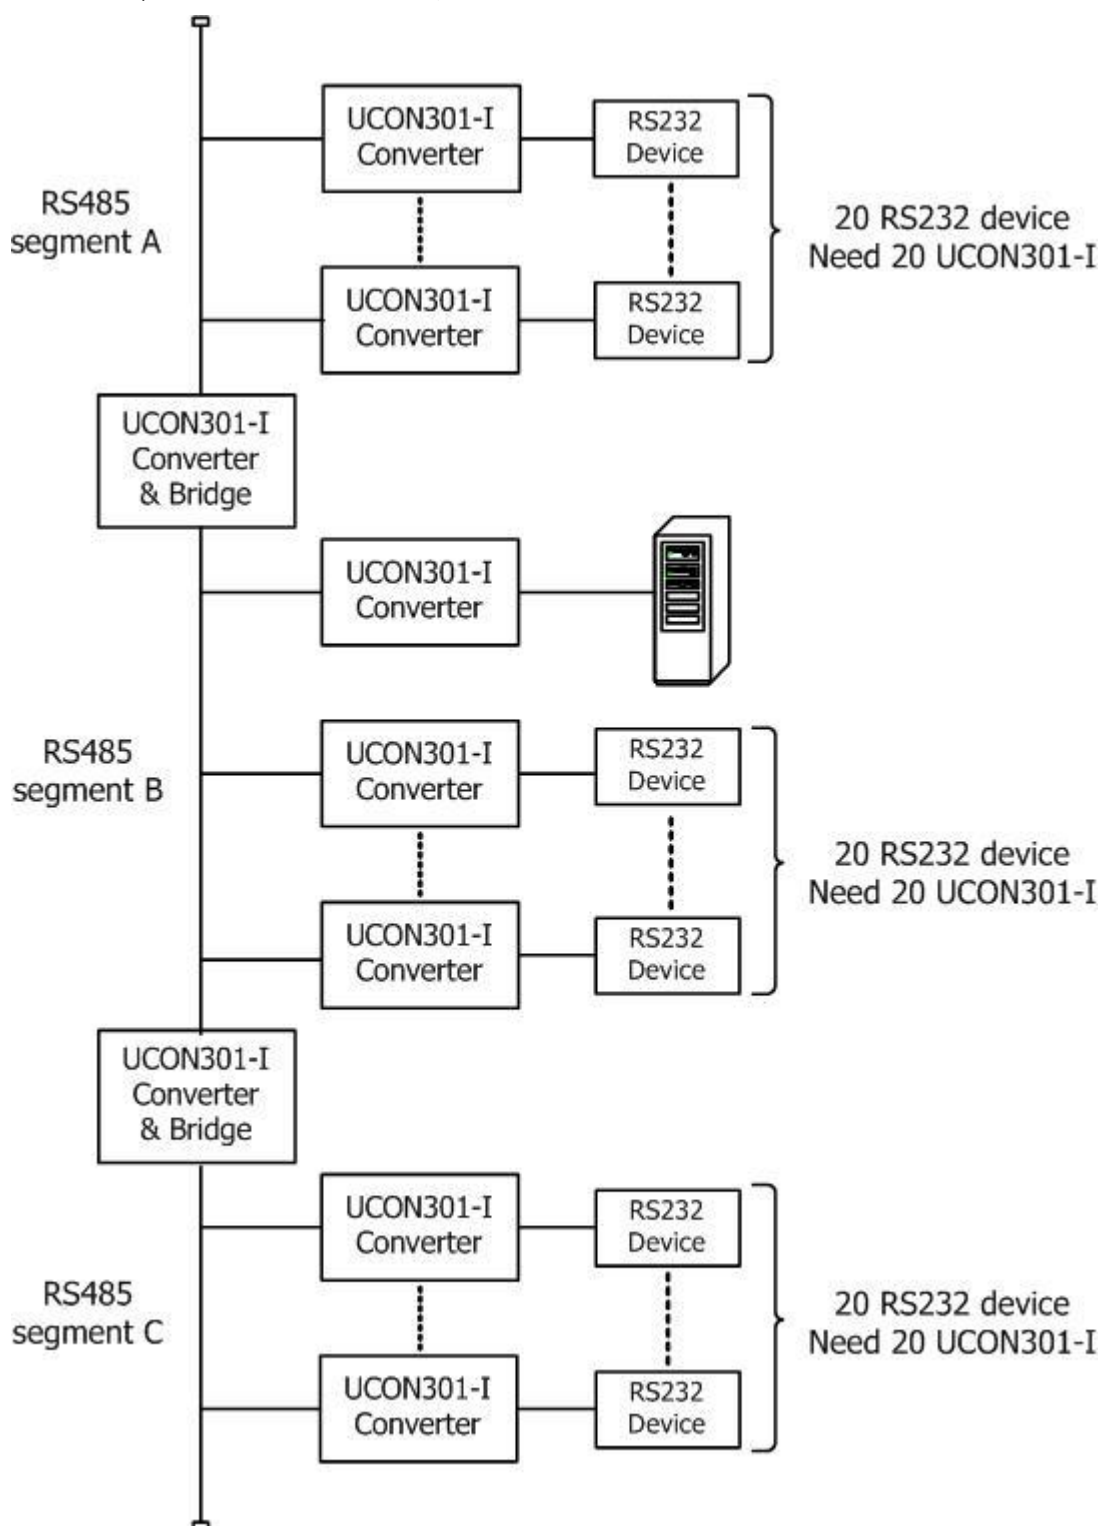 UCON301-I
Converter
RS232
Device
RS485
segment A
20 RS232 device
Need 20 UCON301-I
UCON301-I
Converter
RS232
Device
UCON301-I
Converter
& Bridge
UCON301-I
Converter
RS485
segment B
UCON301-I
Converter
RS232
Device
20 RS232 device
Need 20 UCON301-I
UCON301-I
Converter
RS232
Device
UCON301-I
Converter
& Bridge
UCON301-I
Converter
RS232
Device
RS485
segment C
20 RS232 device
Need 20 UCON301-I
UCON301-I
Converter
RS232
Device